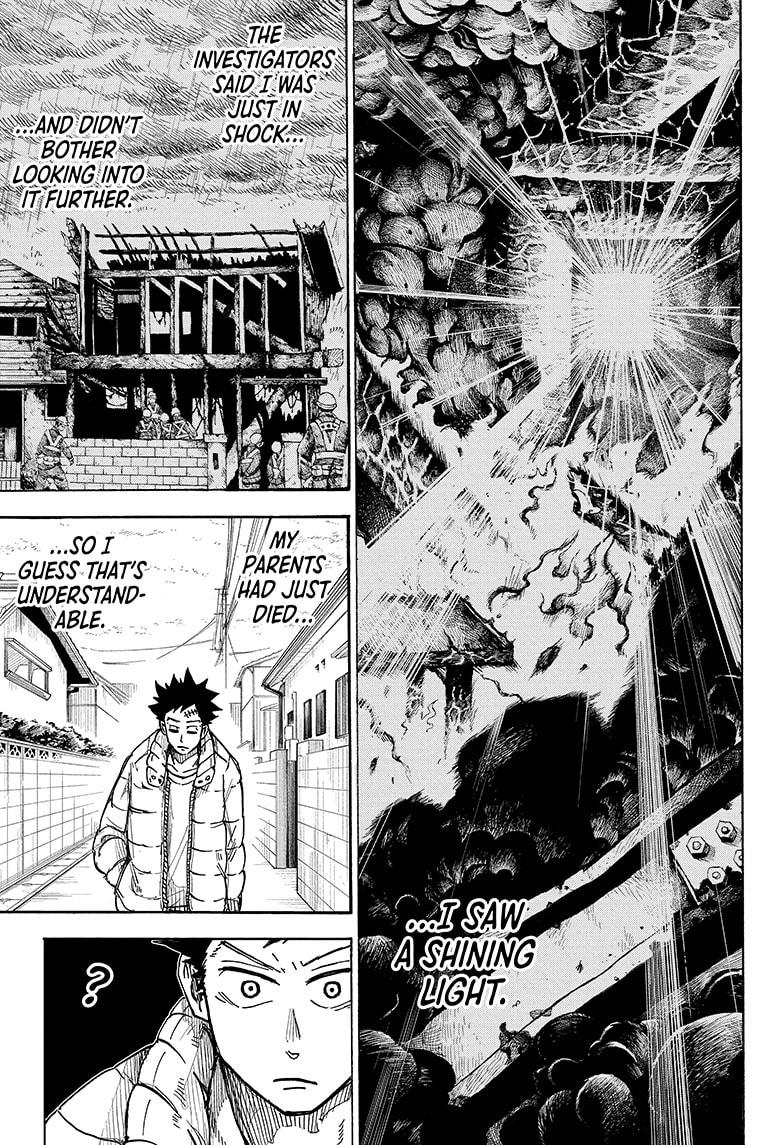 ...I SAW
A SHINING
LIGHT.
THE
INVESTIGATORS
SAID I WAS
JUST IN
SHOCK...
...AND DIDN'T
BOTHER
LOOKING INTO
IT FURTHER.
MY
PARENTS
HAD JUST
DIED...
...SO I
GUESS THAT'S
UNDERSTAND-
ABLE.
?